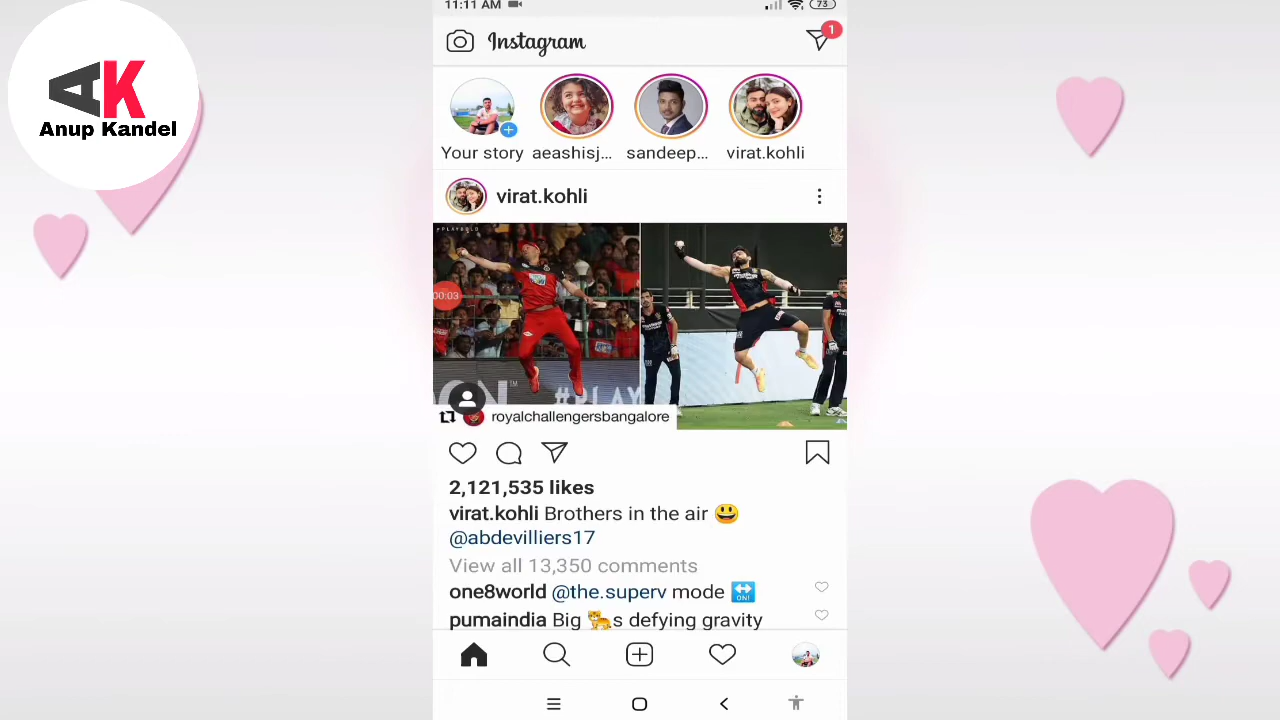 11:11 AM
73
AK
Anup Kandel
Instagram
1
Your story
aeashisj...
sandeep...
virat.kohli
virat.kohli
#PLAYBOLD
00:03
#PLAY
royalchallengersbangalore
2,121,535 likes
virat.kohli Brothers in the air 😃
@abdevilliers17
View all 13,350 comments
one8world @the.superv mode 🔛
pumaindia Big 🐅s defying gravity